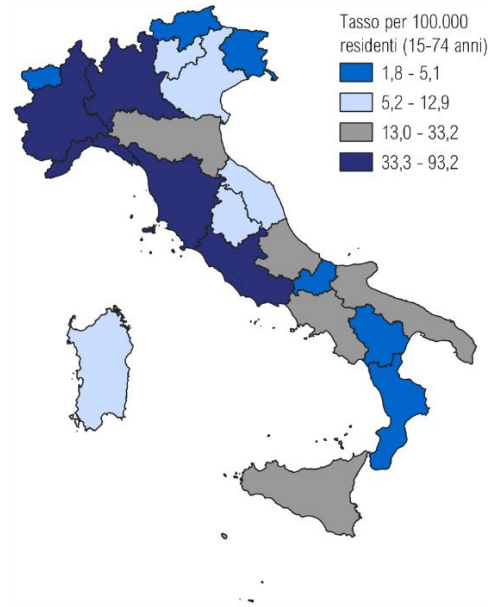 Tasso per 100.000
residenti (15-74 anni)
1,8 - 5,1
5,2 - 12,9
13,0 - 33,2
33,3 - 93,2